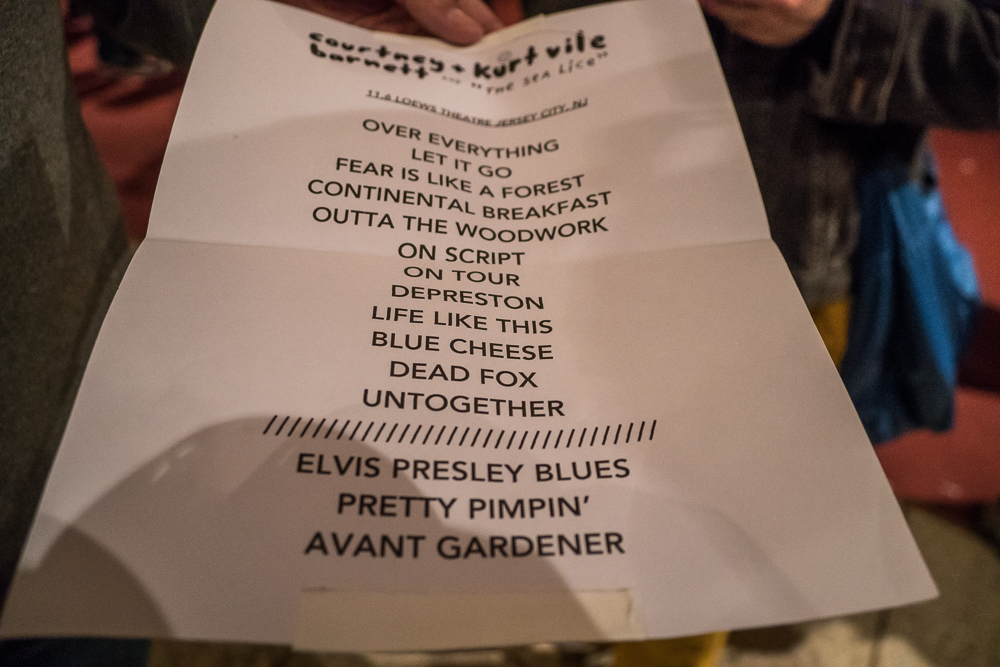 courtney + kurt vile
barnett and "THE SEA LICE"
11.6 LOEWS THEATRE JERSEY CITY, NJ
OVER EVERYTHING
LET IT GO
FEAR IS LIKE A FOREST
CONTINENTAL BREAKFAST
OUTTA THE WOODWORK
ON SCRIPT
ON TOUR
DEPRESTON
LIFE LIKE THIS
BLUE CHEESE
DEAD FOX
UNTOGETHER
////////////////////////////////
ELVIS PRESLEY BLUES
PRETTY PIMPIN'
AVANT GARDENER